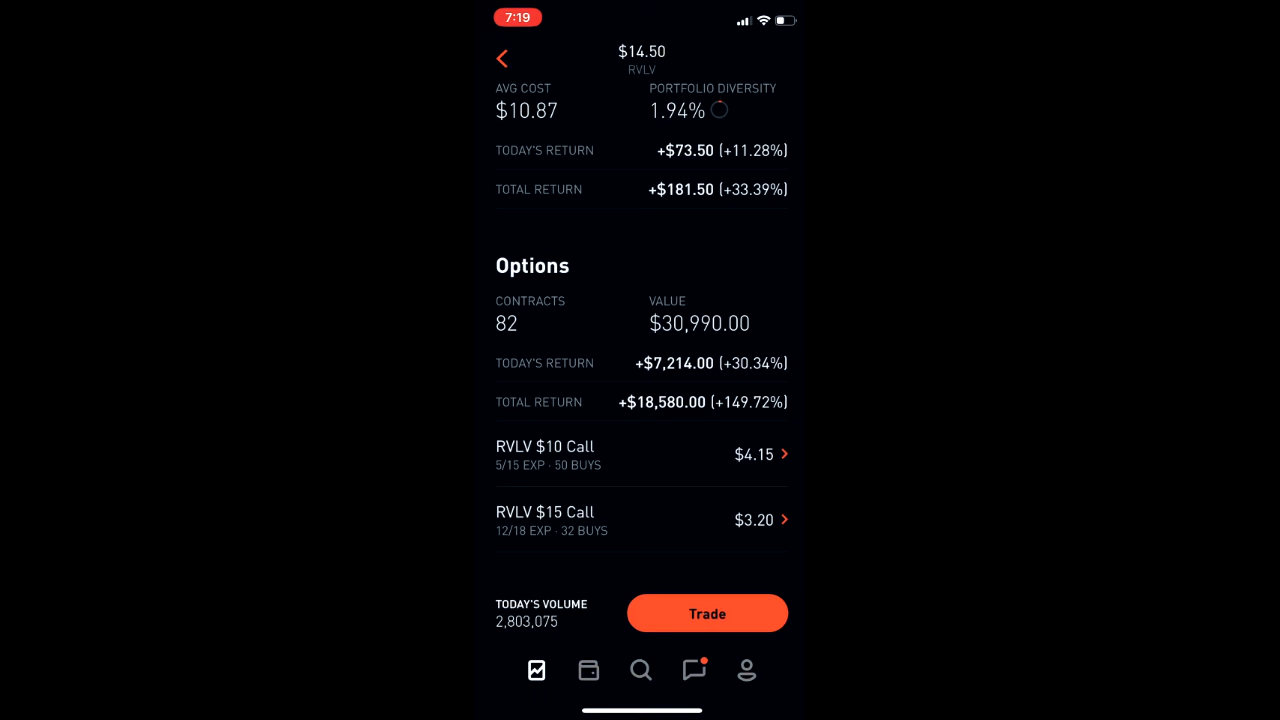 7:19
$14.50
RVLV
AVG COST PORTFOLIO DIVERSITY
$10.87 1.94%
TODAY'S RETURN +$73.50 (+11.28%)
TOTAL RETURN +$181.50 (+33.39%)
Options
CONTRACTS VALUE
82 $30,990.00
TODAY'S RETURN +$7,214.00 (+30.34%)
TOTAL RETURN +$18,580.00 (+149.72%)
RVLV $10 Call
5/15 EXP · 50 BUYS
$4.15
RVLV $15 Call
12/18 EXP · 32 BUYS
$3.20
TODAY'S VOLUME
2,803,075
Trade